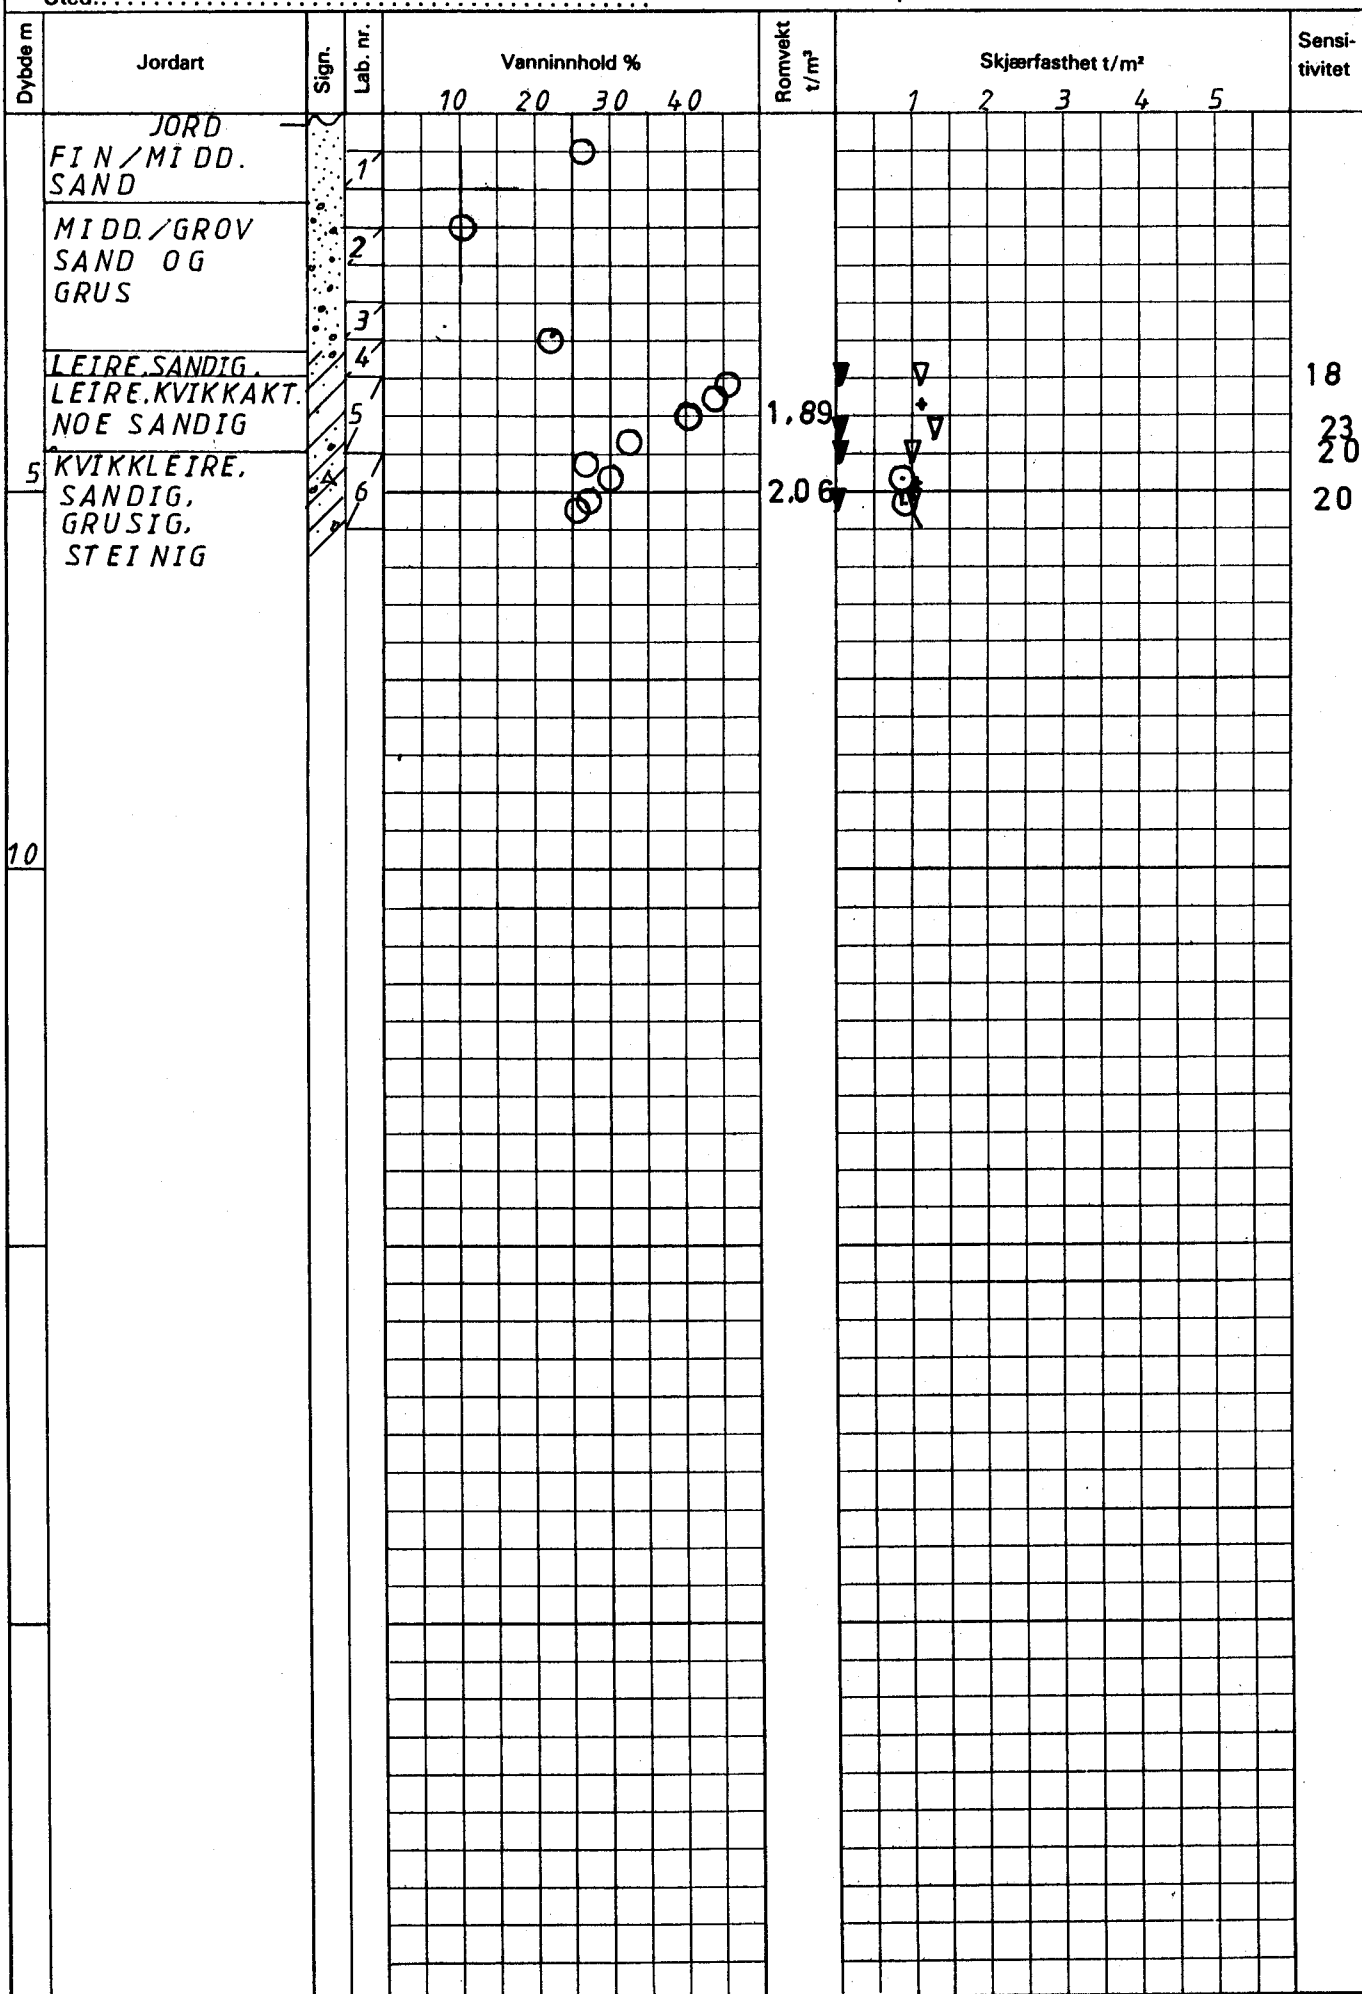 Dybde m
Jordart
Sign.
Lab. nr.
Vanninnhold %
10 20 30 40
Romvekt
t/m³
Skjærfasthet t/m²
1 2 3 4 5
Sensi-
tivitet
JORD
FIN/MIDD.
SAND
1
MIDD./GROV
SAND OG
GRUS
2
3
LEIRE,SANDIG.
4
18
LEIRE,KVIKKAKT.
NOE SANDIG
5
1,89
23
20
5
KVIKKLEIRE,
SANDIG,
GRUSIG,
STEINIG
6
2,06
20
10